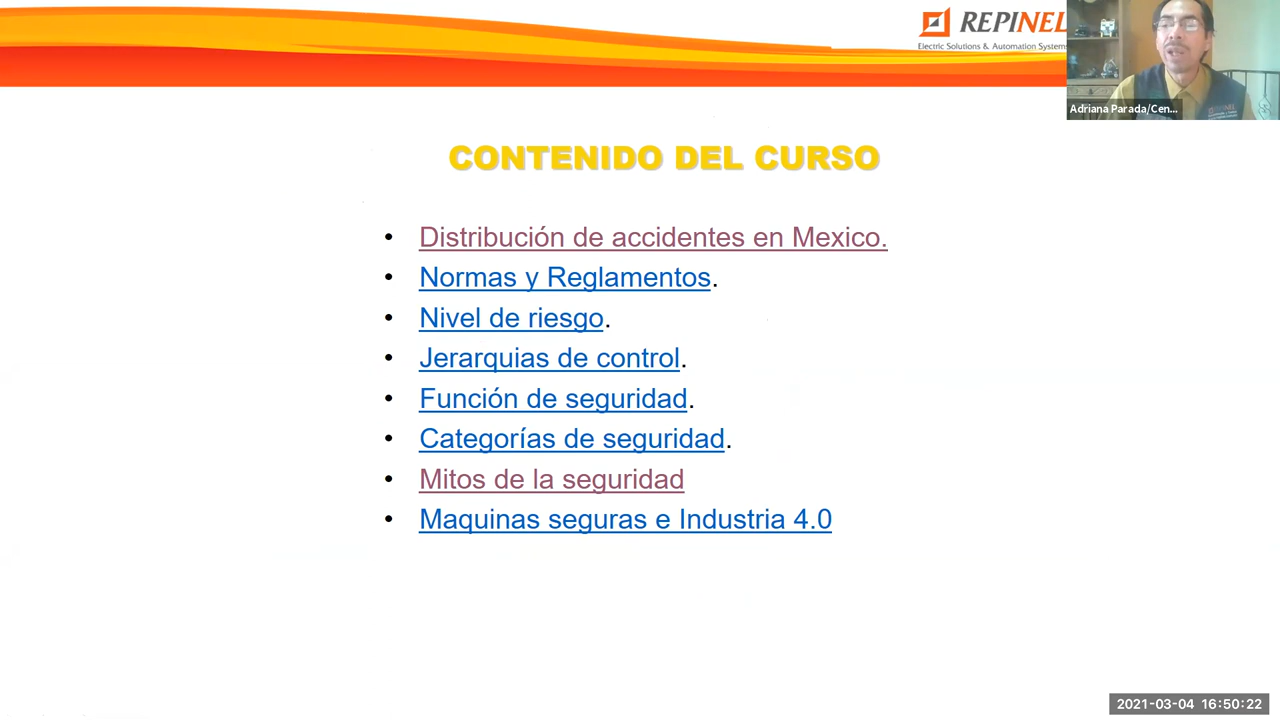 REPINEL
Electric Solutions & Automation Systems
Adriana Parada/Cen...
CONTENIDO DEL CURSO
• Distribución de accidentes en Mexico.
• Normas y Reglamentos.
• Nivel de riesgo.
• Jerarquias de control.
• Función de seguridad.
• Categorías de seguridad.
• Mitos de la seguridad
• Maquinas seguras e Industria 4.0
2021-03-04 16:50:22